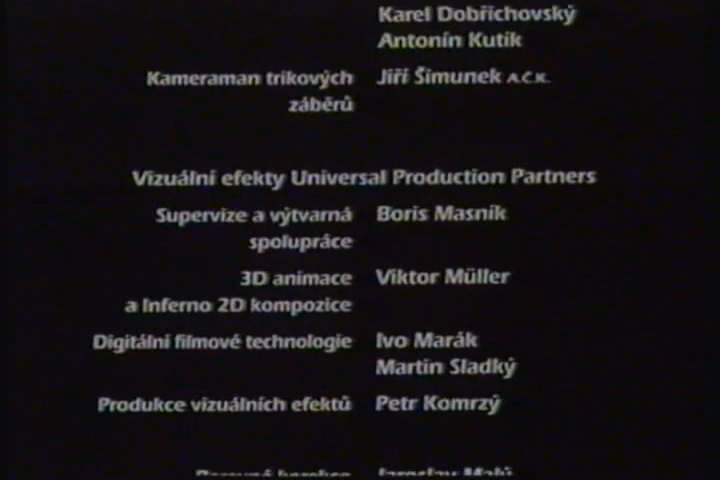 Karel Dobřichovský
Antonín Kutík
Kameraman trikových Jiří Šimunek A.Č.K.
záběrů
Vizuální efekty Universal Production Partners
Supervize a výtvarná Boris Masník
spolupráce
3D animace Viktor Müller
a Inferno 2D kompozice
Digitální filmové technologie Ivo Marák
Martin Sladký
Produkce vizuálních efektů Petr Komrzý
Jaroslav Malý